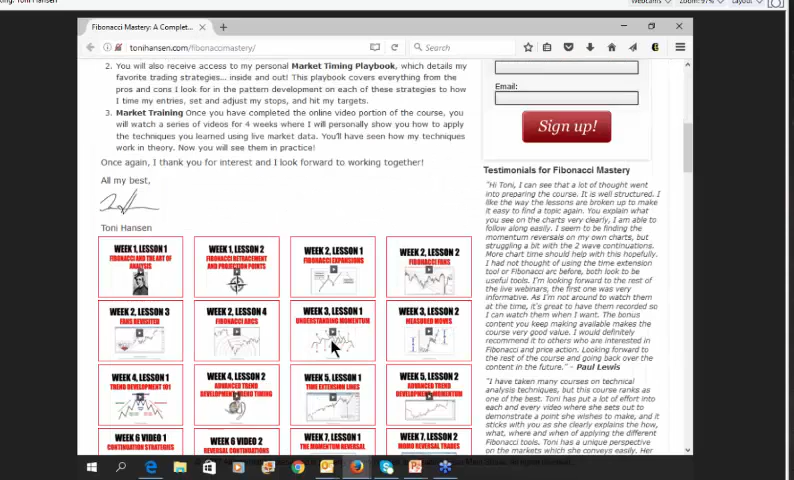 Toni Hansen
Webcams
Zoom: 97%
Layout
Fibonacci Mastery: A Complet...
tonihansen.com/fibonaccimastery/
Search
2. You will also receive access to my personal Market Timing Playbook, which details my
favorite trading strategies... inside and out! This playbook covers everything from the
pros and cons I look for in the pattern development on each of these strategies to how
I time my entries, set and adjust my stops, and hit my targets.
3. Market Training Once you have completed the online video portion of the course, you
will watch a series of videos for 4 weeks where I will personally show you how to apply
the techniques you learned using live market data. You'll have seen how my techniques
work in theory. Now you will see them in practice!
Once again, I thank you for interest and I look forward to working together!
All my best,
Toni Hansen
WEEK 1, LESSON 1
FIBONACCI AND THE ART OF
ANALYSIS
WEEK 1, LESSON 2
FIBONACCI RETRACEMENT
AND PROJECTION POINTS
WEEK 2, LESSON 1
FIBONACCI EXPANSIONS
WEEK 2, LESSON 2
FIBONACCI FANS
WEEK 2, LESSON 3
FANS REVISITED
WEEK 2, LESSON 4
FIBONACCI ARCS
WEEK 3, LESSON 1
UNDERSTANDING MOMENTUM
WEEK 3, LESSON 2
MEASURED MOVES
WEEK 4, LESSON 1
TREND DEVELOPMENT 101
WEEK 4, LESSON 2
ADVANCED TREND
DEVELOPMENT: TREND TIMING
WEEK 5, LESSON 1
TIME EXTENSION LINES
WEEK 5, LESSON 2
ADVANCED TREND
DEVELOPMENT: MOMENTUM
WEEK 6 VIDEO 1
CONTINUATION STRATEGIES
WEEK 6 VIDEO 2
REVERSAL CONTINUATIONS
WEEK 7, LESSON 1
THE MOMENTUM REVERSAL
WEEK 7, LESSON 2
MOMO REVERSAL TRADES
Email:
Sign up!
Testimonials for Fibonacci Mastery
"Hi Toni, I can see that a lot of thought went
into preparing the course. It is well structured. I
like the way the lessons are broken up to make
it easy to find a topic again. You explain what
you see on the charts very clearly, I am able to
follow along easily. I seem to be finding the
momentum reversals on my own charts, but
struggling a bit with the 2 wave continuations.
More chart time should help with this hopefully.
I had not thought of using the time extension
tool or Fibonacci arc before, both look to be
useful tools. I'm looking forward to the rest of
the live webinars, the first one was very
informative. As I'm not around to watch them
at the time, it's great to have them recorded so
I can watch them when I want. The bonus
content you keep making available makes the
course very good value. I would definitely
recommend it to others who are interested in
Fibonacci and price action. Looking forward to
the rest of the course and going back over the
content in the future." - Paul Lewis
"I have taken many courses on technical
analysis techniques, but this course ranks as
one of the best. Toni has put a lot of effort into
each and every video where she sets out to
demonstrate a point she wishes to make, and it
sticks with you as she clearly explains the how,
what, where and when of applying the different
Fibonacci tools. Toni has a unique perspective
on the markets which she conveys easily. Her